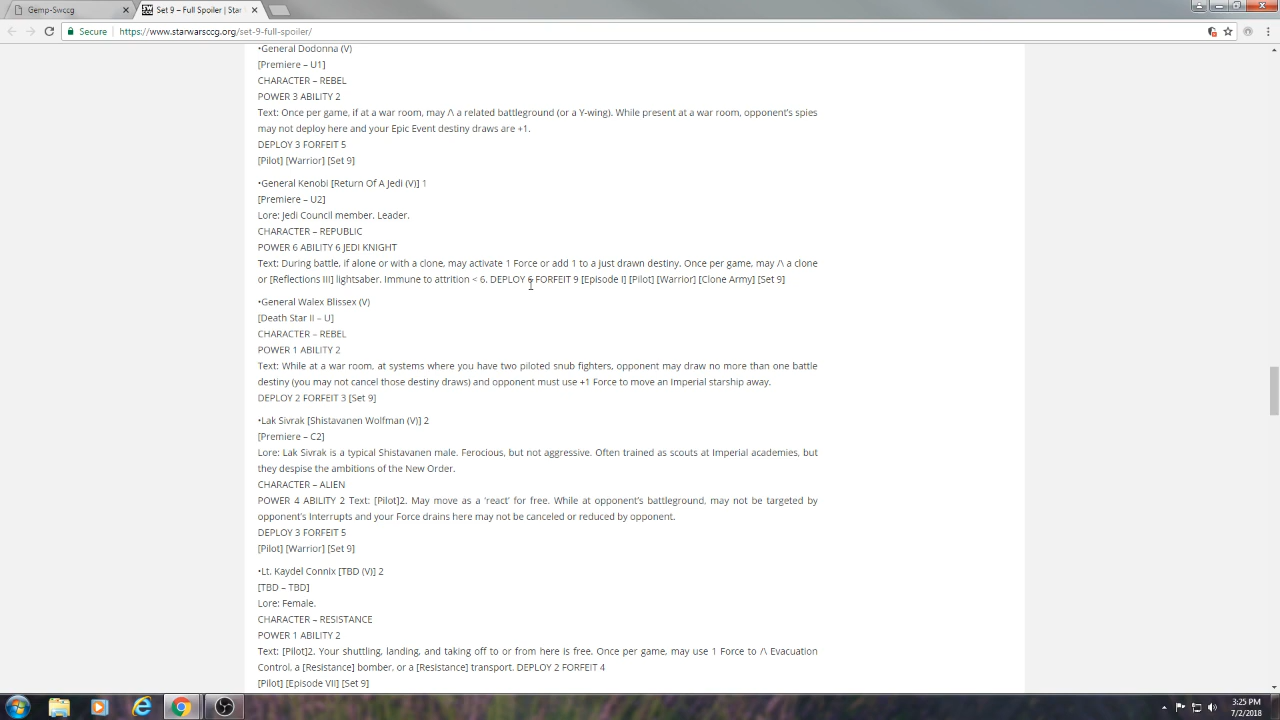 Gemp-Swccg
Set 9 – Full Spoiler | Star
Secure
https://www.starwarsccg.org/set-9-full-spoiler/
•General Dodonna (V)
[Premiere – U1]
CHARACTER – REBEL
POWER 3 ABILITY 2
Text: Once per game, if at a war room, may /\ a related battleground (or a Y-wing). While present at a war room, opponent's spies
may not deploy here and your Epic Event destiny draws are +1.
DEPLOY 3 FORFEIT 5
[Pilot] [Warrior] [Set 9]
•General Kenobi [Return Of A Jedi (V)] 1
[Premiere – U2]
Lore: Jedi Council member. Leader.
CHARACTER – REPUBLIC
POWER 6 ABILITY 6 JEDI KNIGHT
Text: During battle, if alone or with a clone, may activate 1 Force or add 1 to a just drawn destiny. Once per game, may /\ a clone
or [Reflections III] lightsaber. Immune to attrition < 6. DEPLOY 6 FORFEIT 9 [Episode I] [Pilot] [Warrior] [Clone Army] [Set 9]
•General Walex Blissex (V)
[Death Star II – U]
CHARACTER – REBEL
POWER 1 ABILITY 2
Text: While at a war room, at systems where you have two piloted snub fighters, opponent may draw no more than one battle
destiny (you may not cancel those destiny draws) and opponent must use +1 Force to move an Imperial starship away.
DEPLOY 2 FORFEIT 3 [Set 9]
•Lak Sivrak [Shistavanen Wolfman (V)] 2
[Premiere – C2]
Lore: Lak Sivrak is a typical Shistavanen male. Ferocious, but not aggressive. Often trained as scouts at Imperial academies, but
they despise the ambitions of the New Order.
CHARACTER – ALIEN
POWER 4 ABILITY 2 Text: [Pilot]2. May move as a 'react' for free. While at opponent's battleground, may not be targeted by
opponent's Interrupts and your Force drains here may not be canceled or reduced by opponent.
DEPLOY 3 FORFEIT 5
[Pilot] [Warrior] [Set 9]
•Lt. Kaydel Connix [TBD (V)] 2
[TBD – TBD]
Lore: Female.
CHARACTER – RESISTANCE
POWER 1 ABILITY 2
Text: [Pilot]2. Your shuttling, landing, and taking off to or from here is free. Once per game, may use 1 Force to /\ Evacuation
Control, a [Resistance] bomber, or a [Resistance] transport. DEPLOY 2 FORFEIT 4
[Pilot] [Episode VII] [Set 9]
3:25 PM
7/2/2018